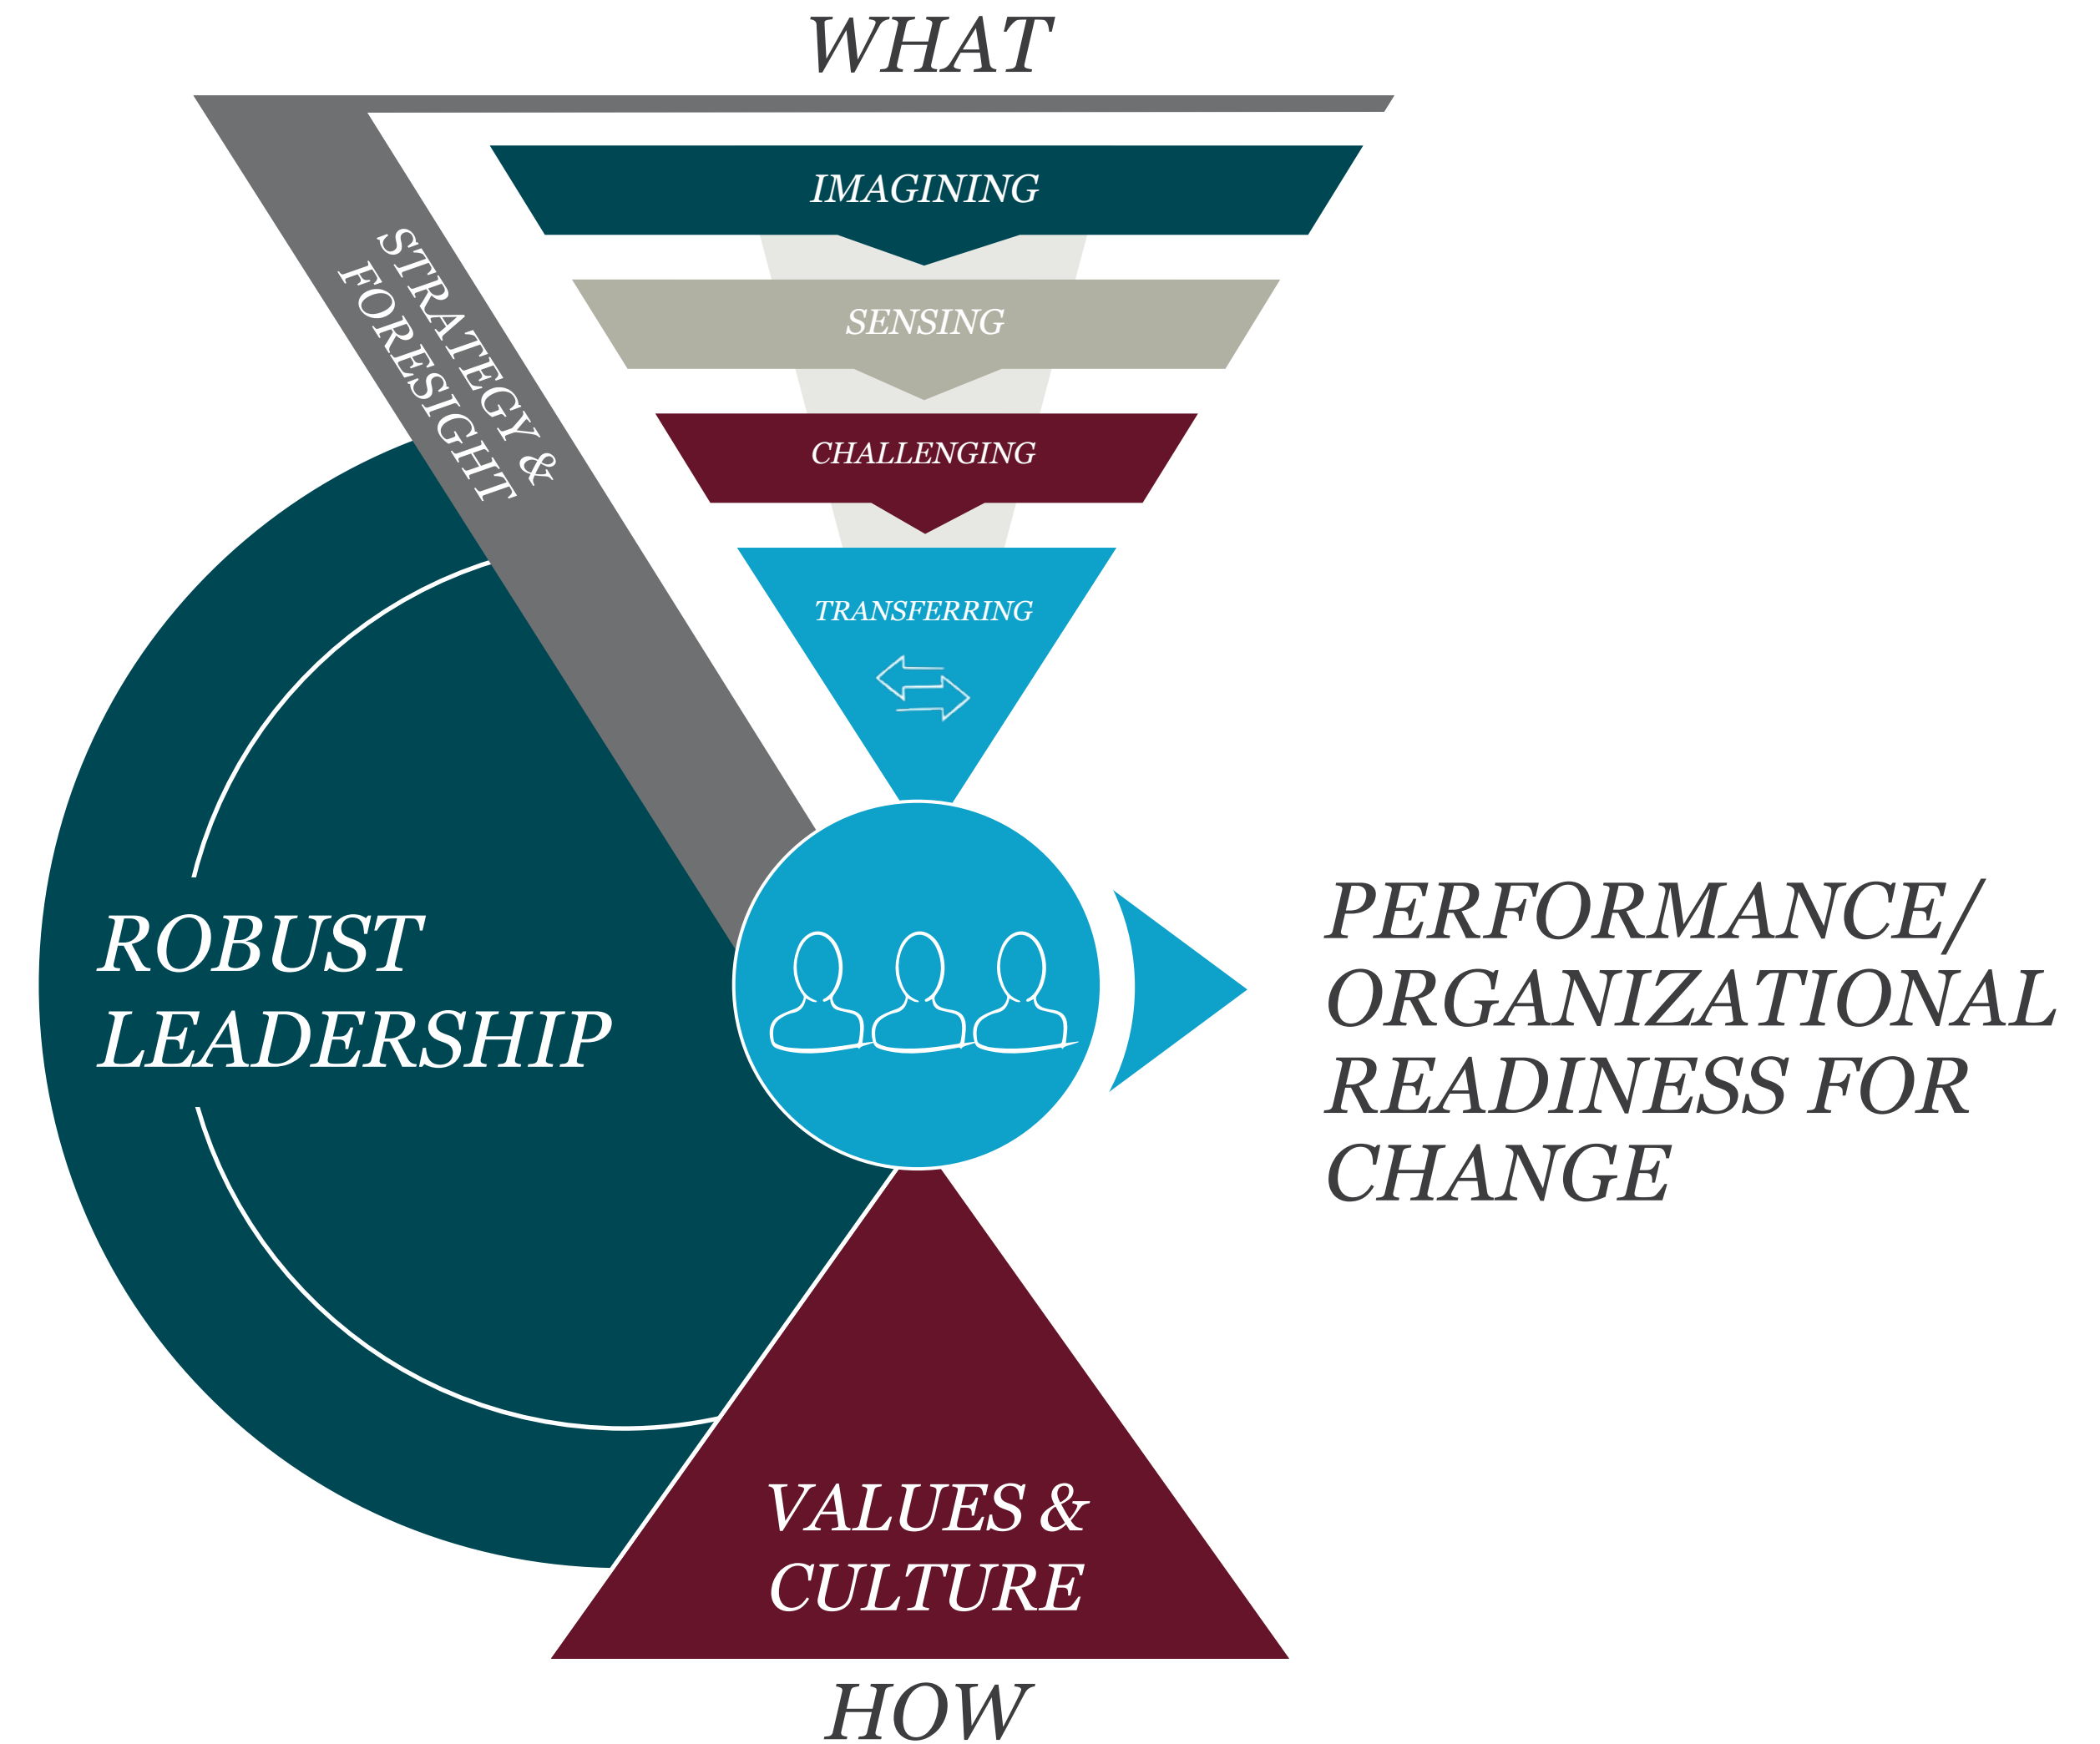 WHAT
IMAGINING
STRATEGY &
FORESIGHT
SENSING
CHALLENGING
TRANSFERRING
ROBUST
LEADERSHIP
PERFORMANCE/
ORGANIZATIONAL
READINESS FOR
CHANGE
VALUES &
CULTURE
HOW